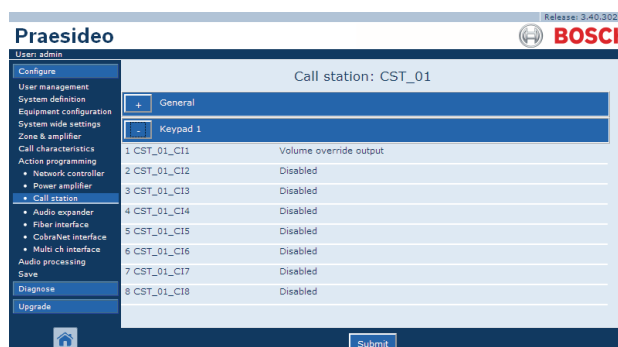 Release: 3.40.302
Praesideo
BOSCH
User: admin
Configure
User management
System definition
Equipment configuration
System wide settings
Zone & amplifier
Call characteristics
Action programming
• Network controller
• Power amplifier
• Call station
• Audio expander
• Fiber interface
• CobraNet interface
• Multi ch interface
Audio processing
Save
Diagnose
Upgrade
Call station: CST_01
+ General
- Keypad 1
1 CST_01_CI1 Volume override output
2 CST_01_CI2 Disabled
3 CST_01_CI3 Disabled
4 CST_01_CI4 Disabled
5 CST_01_CI5 Disabled
6 CST_01_CI6 Disabled
7 CST_01_CI7 Disabled
8 CST_01_CI8 Disabled
Submit